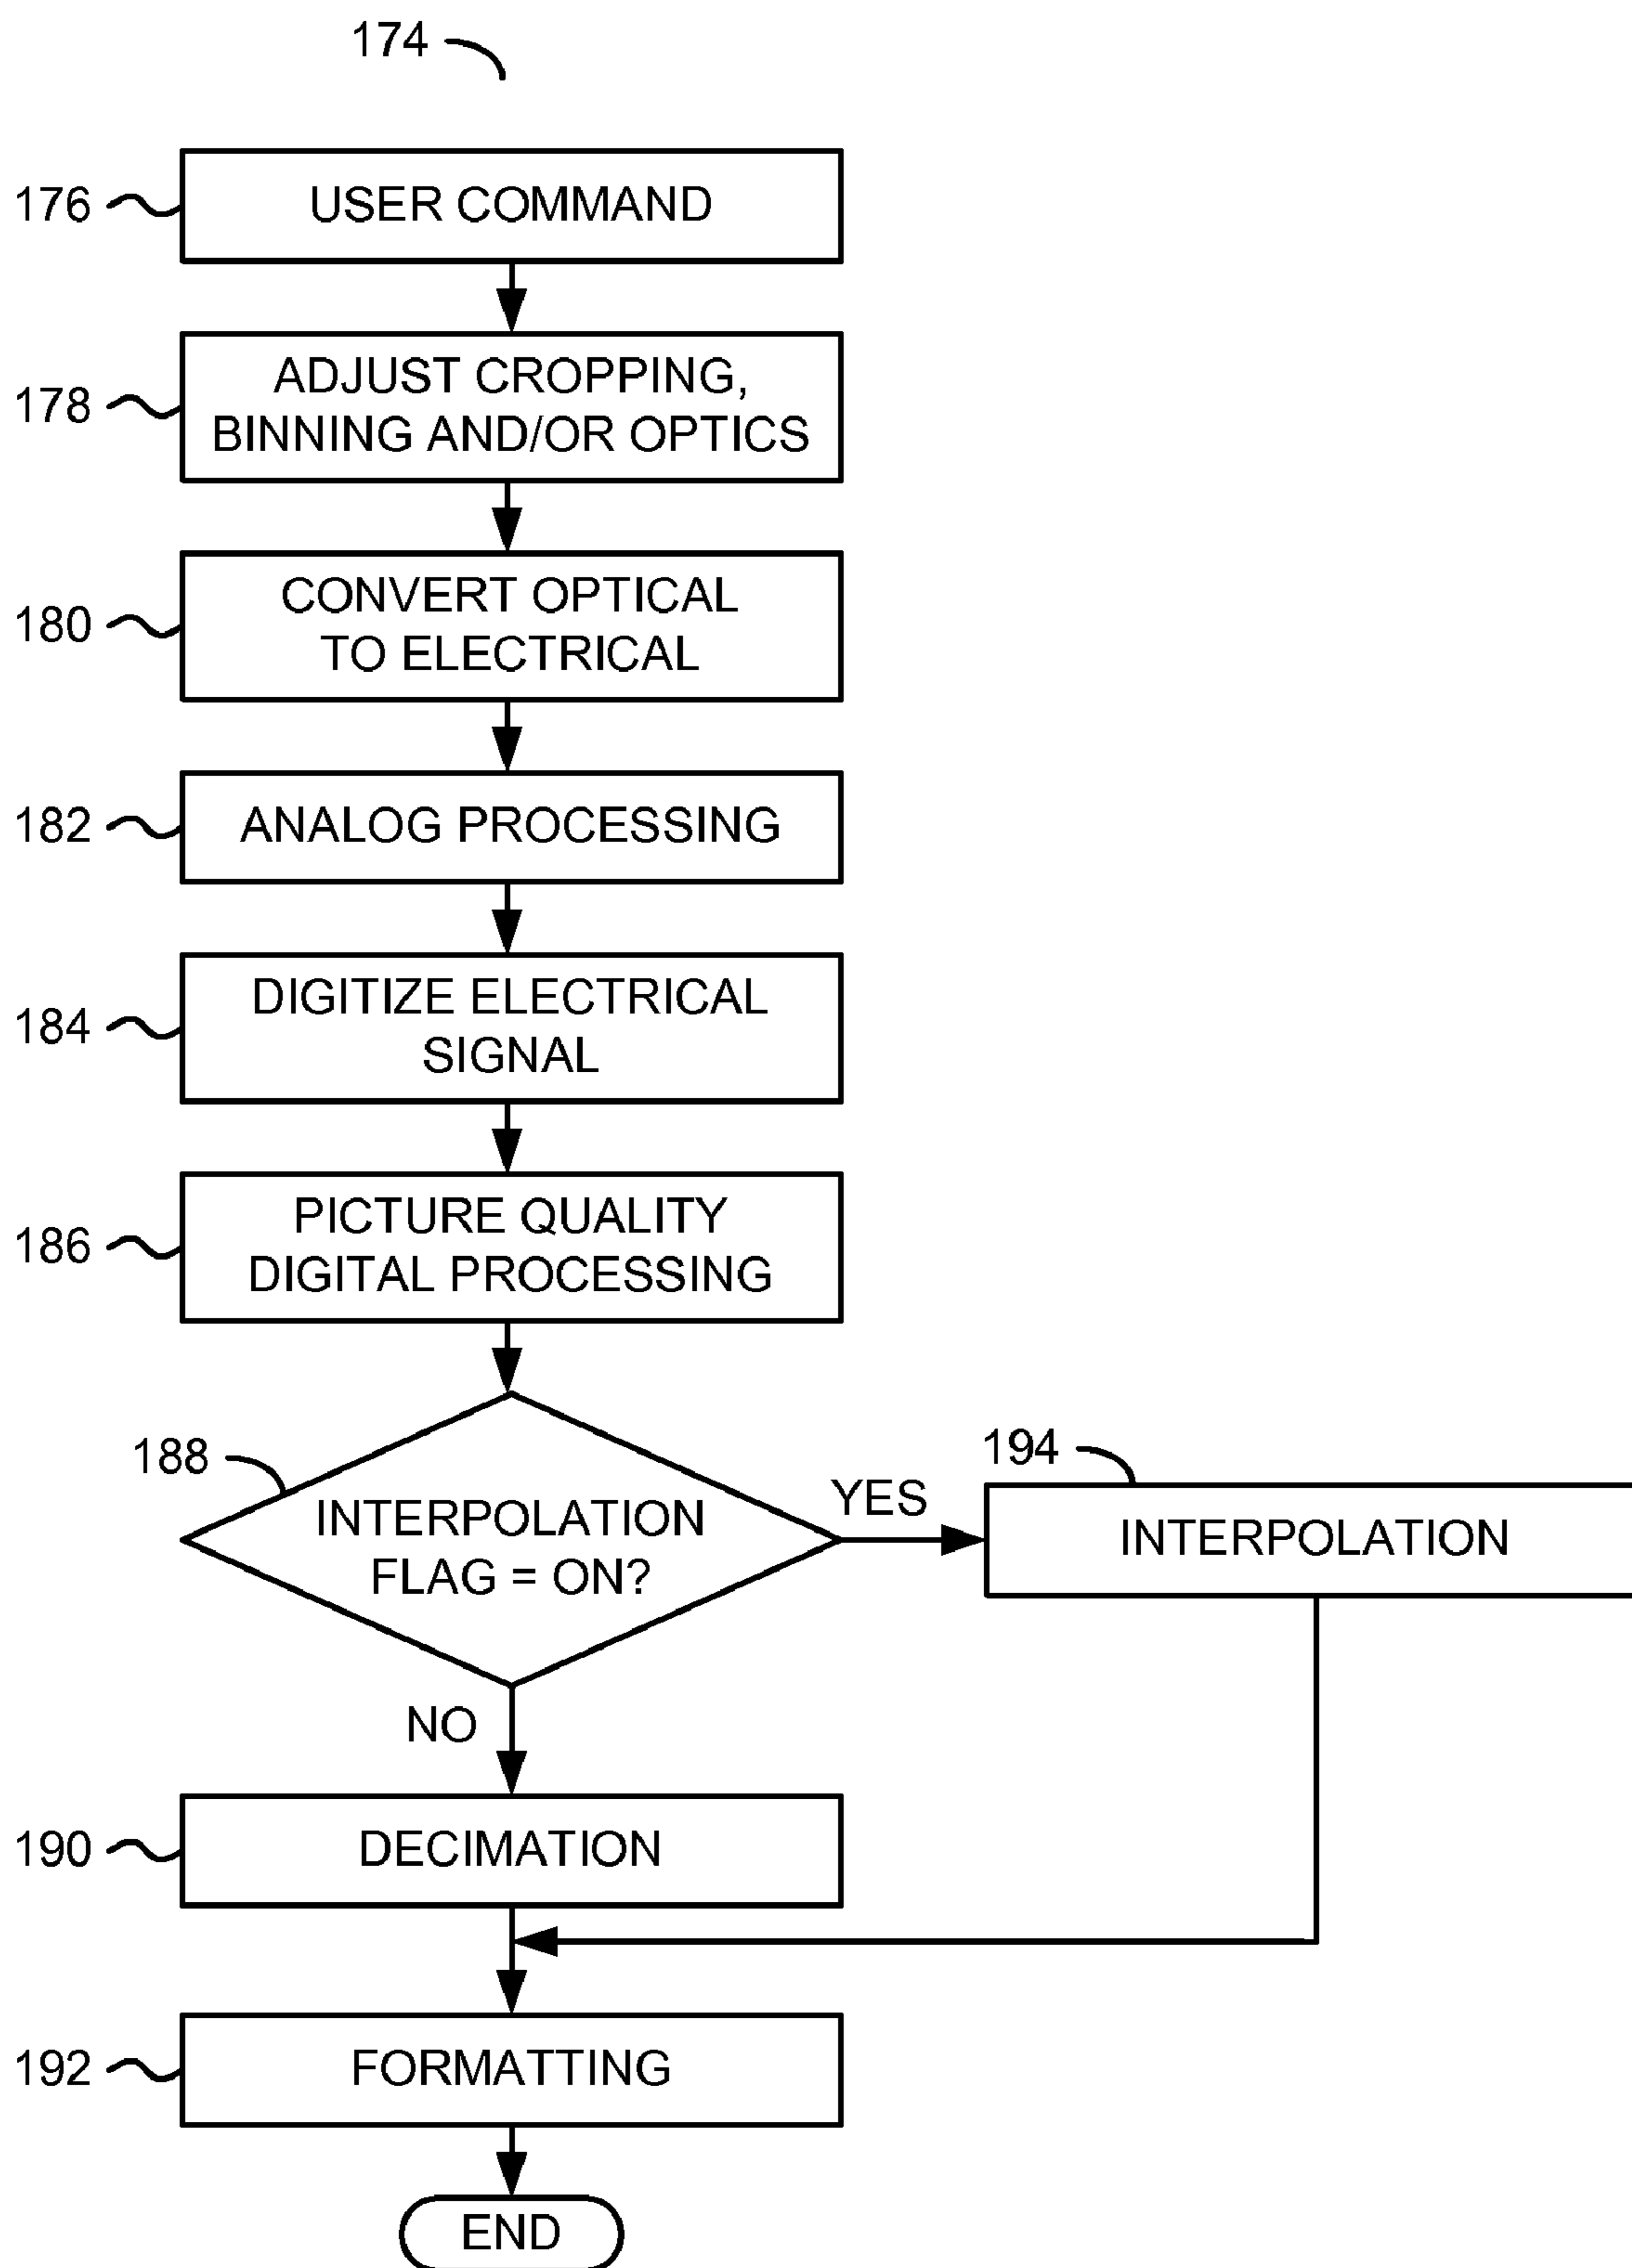 174
176
USER COMMAND
178
ADJUST CROPPING,
BINNING AND/OR OPTICS
180
CONVERT OPTICAL
TO ELECTRICAL
182
ANALOG PROCESSING
184
DIGITIZE ELECTRICAL
SIGNAL
186
PICTURE QUALITY
DIGITAL PROCESSING
188
INTERPOLATION
FLAG = ON?
YES
194
INTERPOLATION
NO
190
DECIMATION
192
FORMATTING
END